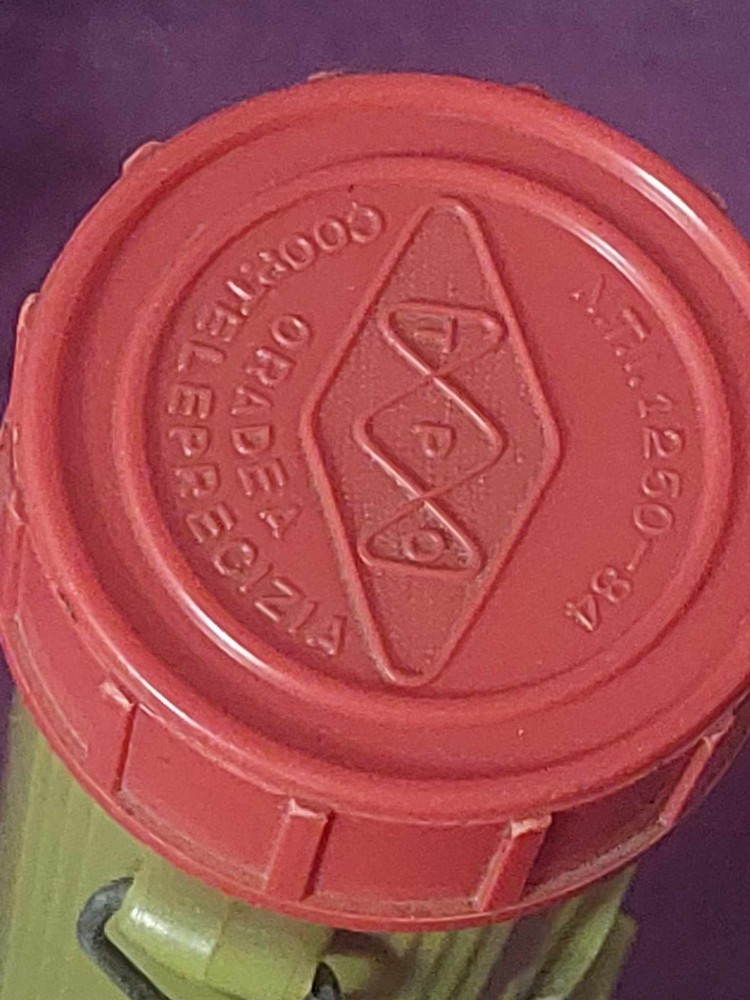 COOP.TELEPRECIZIA
ORADEA
T
P
O
N.T.I. 1250-84